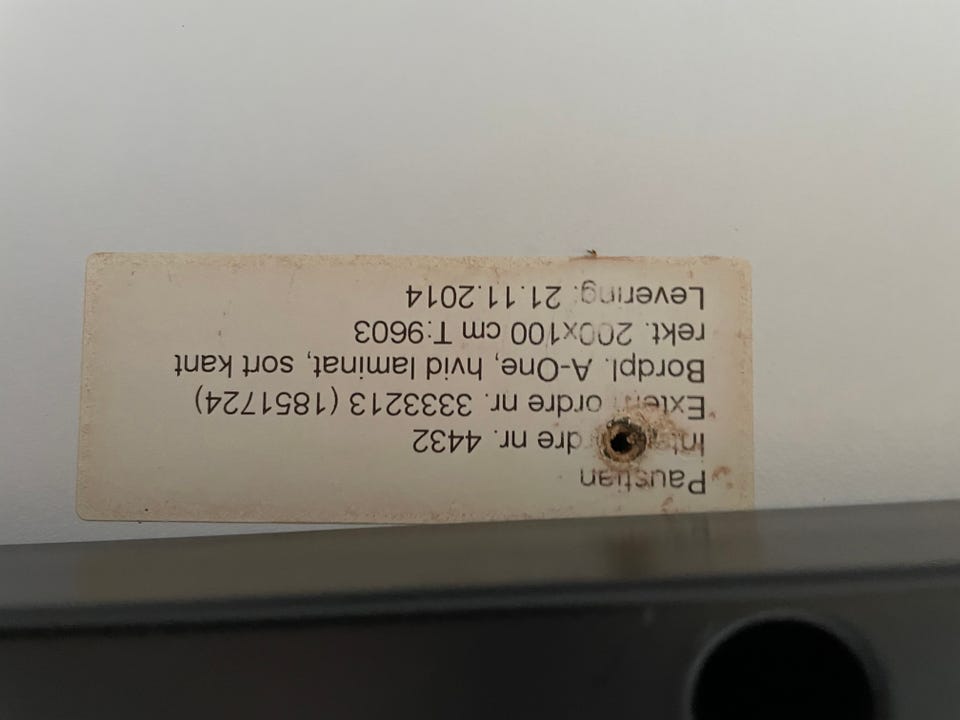 Paustian
ordre nr. 4432
Extern ordre nr. 3333213 (1851724)
Bordpl. A-One, hvid laminat, sort kant
rekt. 200x100 cm T:9603
Levering: 21.11.2014